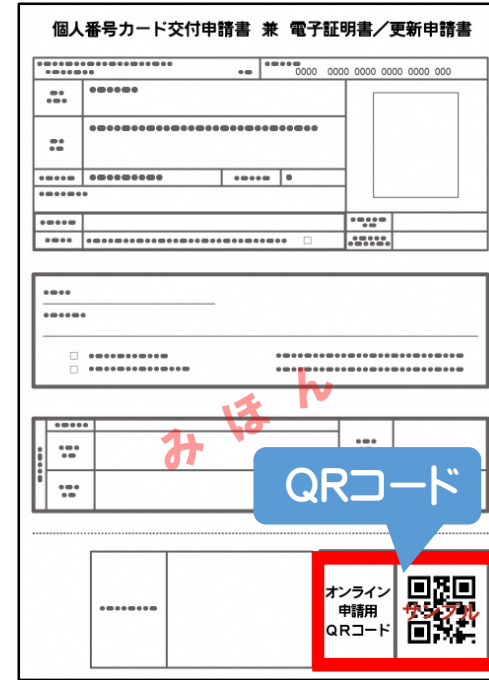 個人番号カード交付申請書 兼 電子証明書/更新申請書
0000 0000 0000 0000 0000 000
みほん
QRコード
オンライン
申請用
QRコード
サンプル